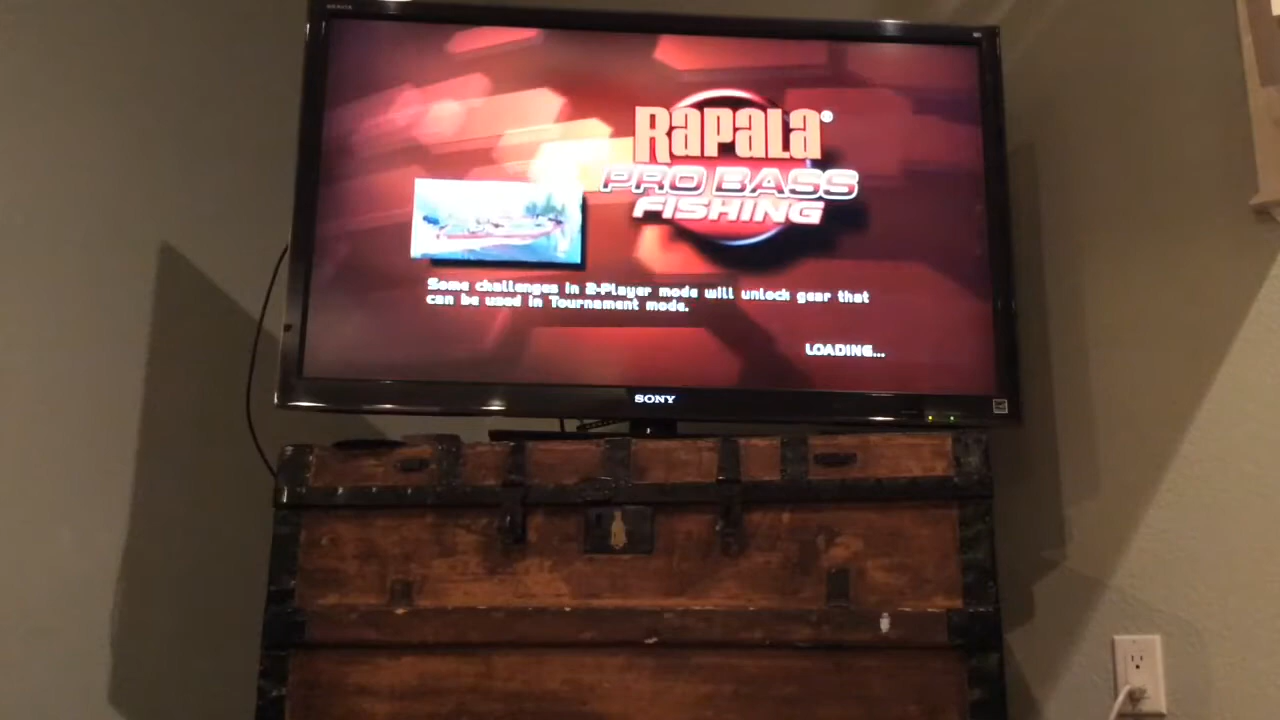 BRAVIA
RAPALA®
PRO BASS
FISHING
Some challenges in 2-Player mode will unlock gear that
can be used in Tournament mode.
LOADING...
SONY